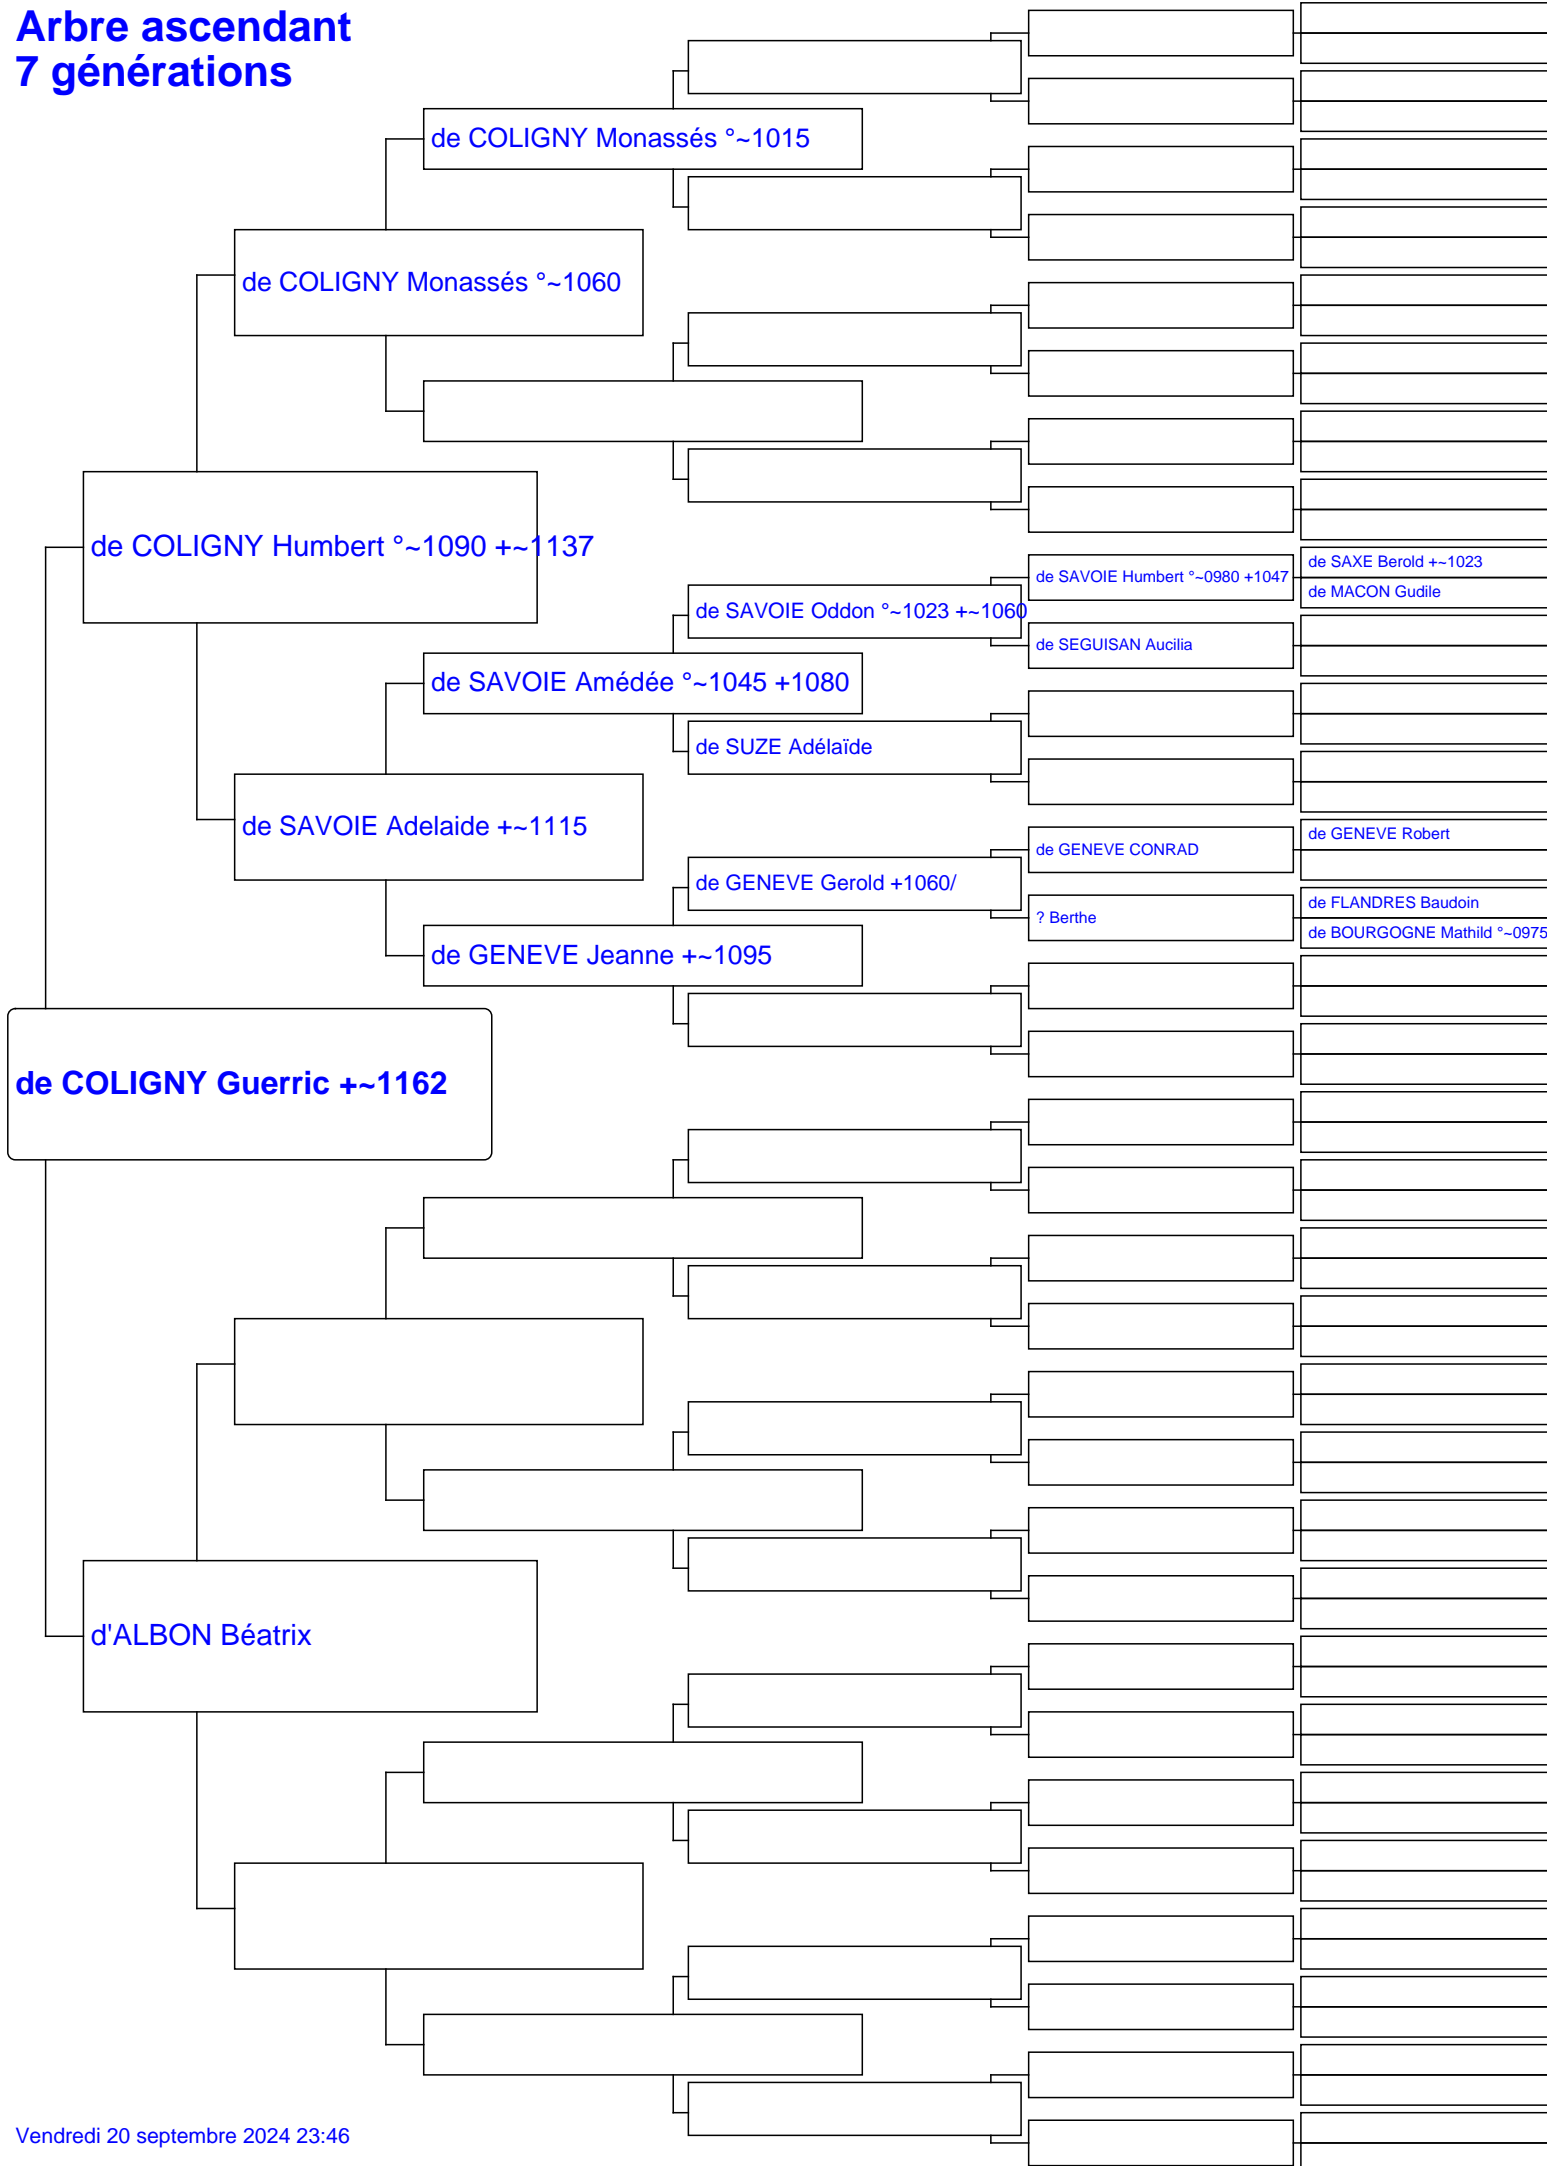 Arbre ascendant
7 générations
de COLIGNY Monassés °~1015
de COLIGNY Monassés °~1060
de COLIGNY Humbert °~1090 +~1137
de SAXE Berold +~1023
de SAVOIE Humbert °~0980 +1047
de MACON Gudile
de SAVOIE Oddon °~1023 +~1060
de SEGUISAN Aucilia
de SAVOIE Amédée °~1045 +1080
de SUZE Adélaïde
de SAVOIE Adelaide +~1115
de GENEVE Robert
de GENEVE CONRAD
de GENEVE Gerold +1060/
de FLANDRES Baudoin
? Berthe
de BOURGOGNE Mathild °~0975
de GENEVE Jeanne +~1095
de COLIGNY Guerric +~1162
d'ALBON Béatrix
Vendredi 20 septembre 2024 23:46